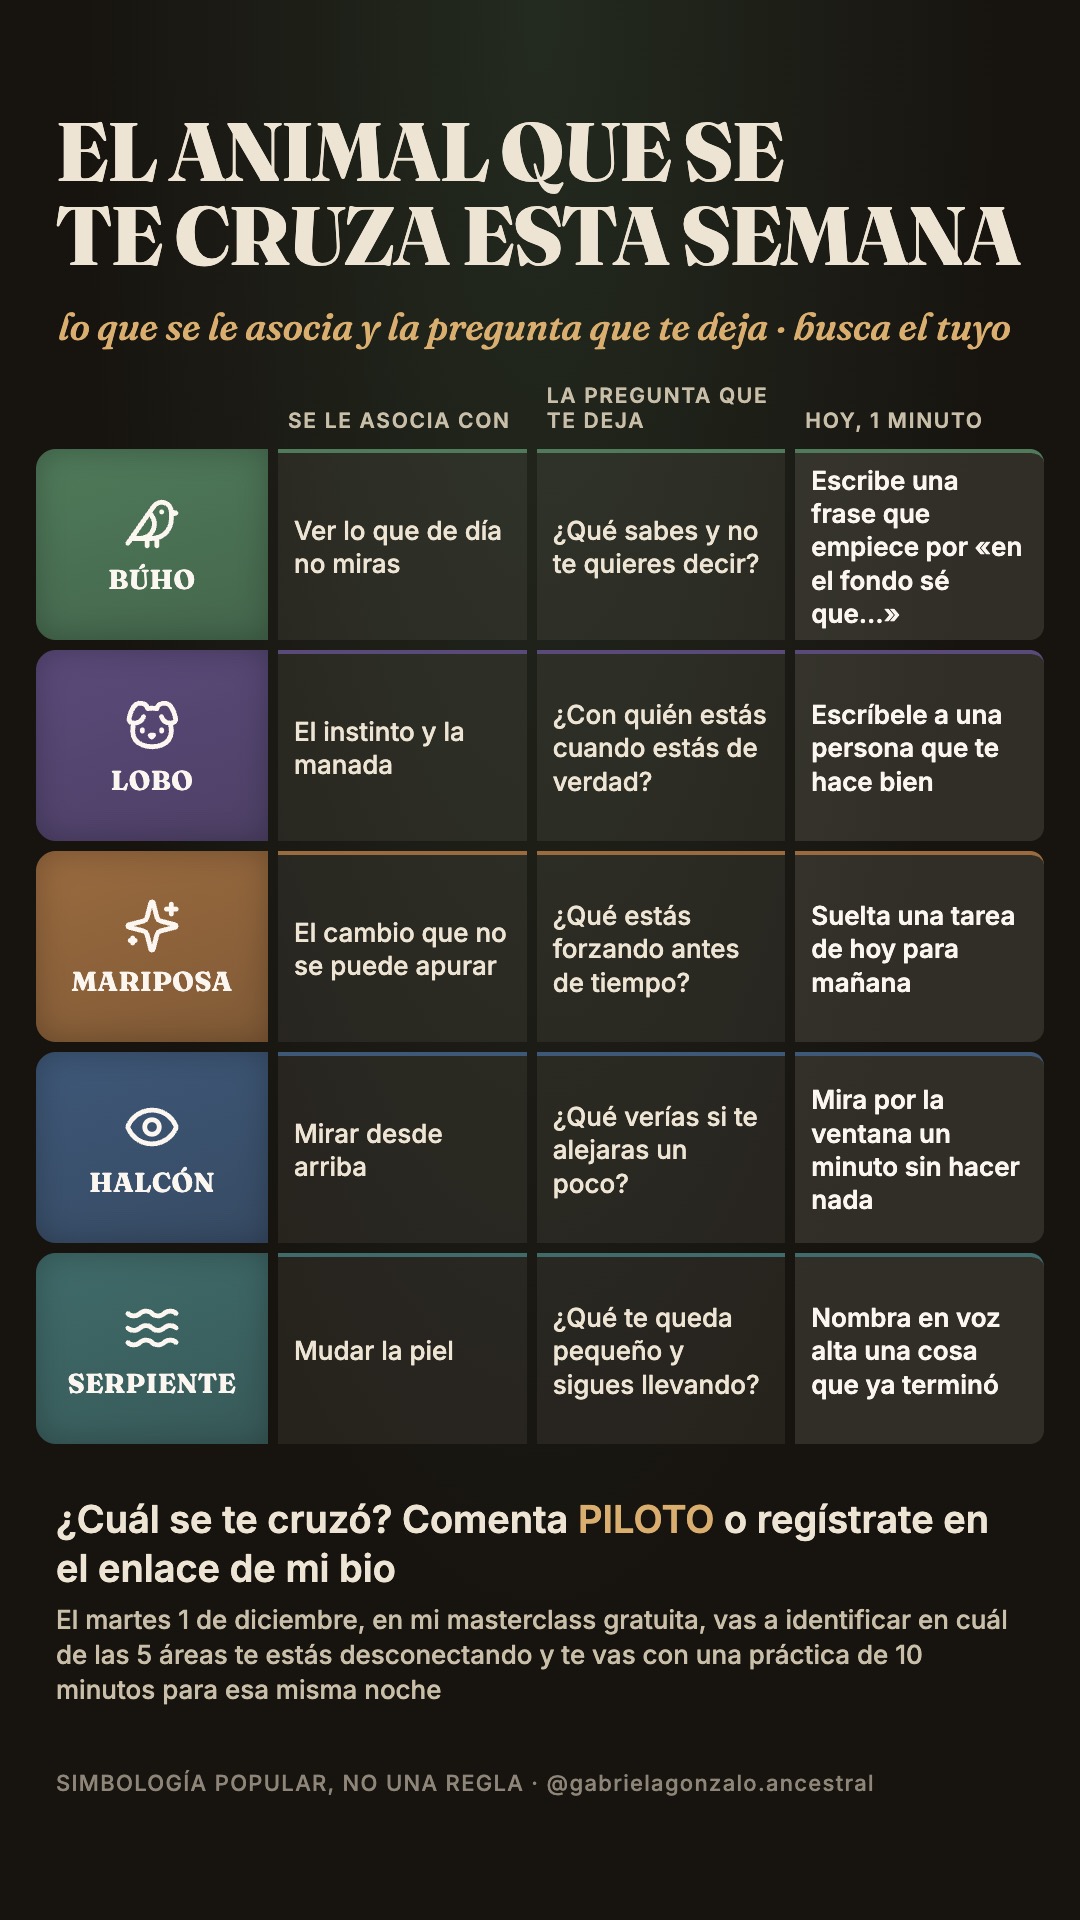 EL ANIMAL QUE SE
TE CRUZA ESTA SEMANA
lo que se le asocia y la pregunta que te deja · busca el tuyo
SE LE ASOCIA CON
LA PREGUNTA QUE
TE DEJA
HOY, 1 MINUTO
BÚHO
Ver lo que de día
no miras
¿Qué sabes y no
te quieres decir?
Escribe una
frase que
empiece por «en
el fondo sé
que...»
LOBO
El instinto y la
manada
¿Con quién estás
cuando estás de
verdad?
Escríbele a una
persona que te
hace bien
MARIPOSA
El cambio que no
se puede apurar
¿Qué estás
forzando antes
de tiempo?
Suelta una tarea
de hoy para
mañana
HALCÓN
Mirar desde
arriba
¿Qué verías si te
alejaras un
poco?
Mira por la
ventana un
minuto sin hacer
nada
SERPIENTE
Mudar la piel
¿Qué te queda
pequeño y
sigues llevando?
Nombra en voz
alta una cosa
que ya terminó
¿Cuál se te cruzó? Comenta PILOTO o regístrate en
el enlace de mi bio
El martes 1 de diciembre, en mi masterclass gratuita, vas a identificar en cuál
de las 5 áreas te estás desconectando y te vas con una práctica de 10
minutos para esa misma noche
SIMBOLOGÍA POPULAR, NO UNA REGLA · @gabrielagonzalo.ancestral